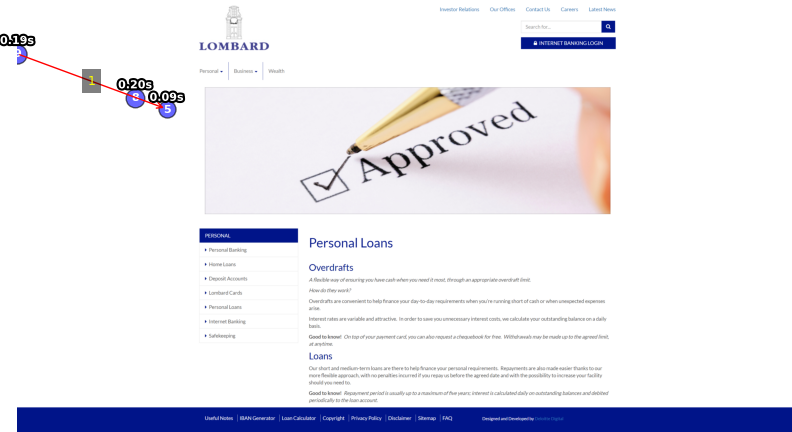 Investor Relations Our Offices Contact Us Careers Latest News
Search for...
INTERNET BANKING LOGIN
LOMBARD
Personal Business Wealth
0.19s
1
0.20s
0.09s
5
Approved
PERSONAL
Personal Banking
Home Loans
Deposit Accounts
Lombard Cards
Personal Loans
Internet Banking
Safekeeping
Personal Loans
Overdrafts
A flexible way of ensuring you have cash when you need it most, through an appropriate overdraft limit.
How do they work?
Overdrafts are convenient to help finance your day-to-day requirements when you're running short of cash or when unexpected expenses
arise.
Interest rates are variable and attractive. In order to save you unnecessary interest costs, we calculate your outstanding balance on a daily
basis.
Good to know! On top of your payment card, you can also request a chequebook for free. Withdrawals may be made up to the agreed limit,
at anytime.
Loans
Our short and medium-term loans are there to help finance your personal requirements. Repayments are also made easier thanks to our
more flexible approach, with no penalties incurred if you repay us before the agreed date and with the possibility to increase your facility
should you need to.
Good to know! Repayment period is usually up to a maximum of five years; interest is calculated daily on outstanding balances and debited
periodically to the loan account.
Useful Notes | IBAN Generator | Loan Calculator | Copyright | Privacy Policy | Disclaimer | Sitemap | FAQ Designed and Developed by Deloitte Digital